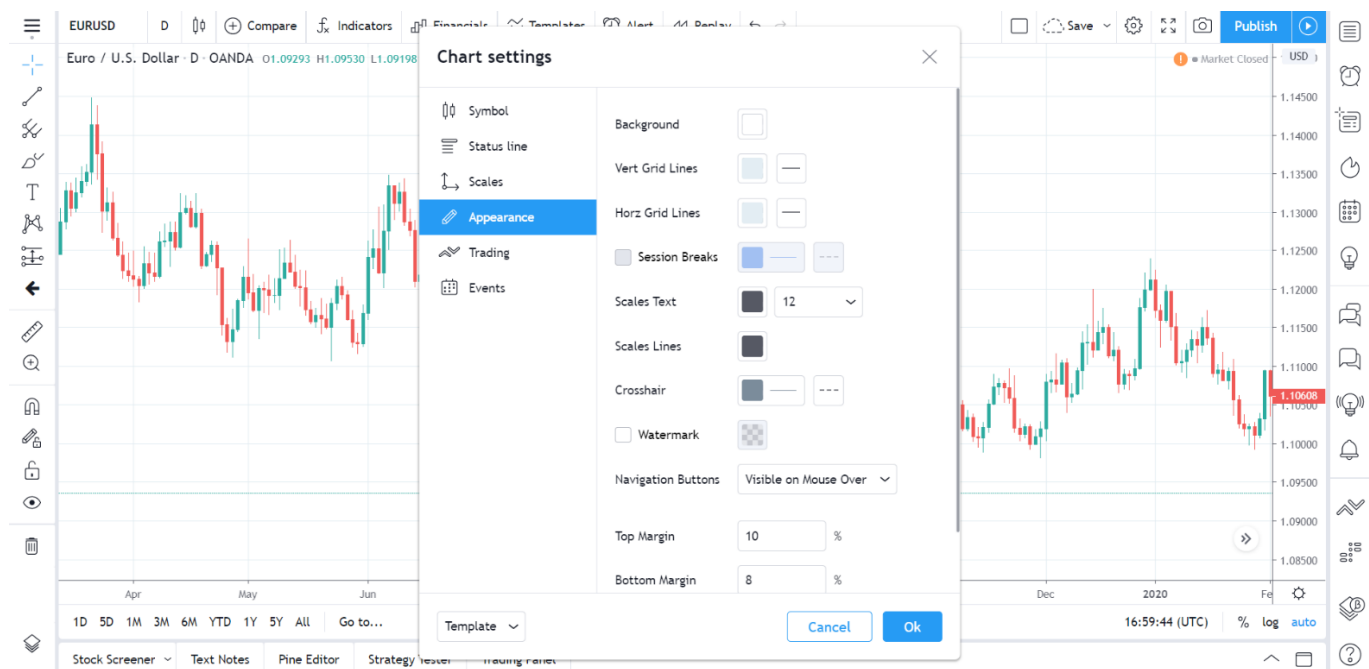 EURUSD D Compare Indicators Financials Templates Alert Replay Save Publish
Euro / U.S. Dollar · D · OANDA O1.09293 H1.09530 L1.09198
Market Closed
USD
Chart settings
Symbol
Status line
Scales
Appearance
Trading
Events
Background
Vert Grid Lines
Horz Grid Lines
Session Breaks
Scales Text 12
Scales Lines
Crosshair
Watermark
Navigation Buttons Visible on Mouse Over
Top Margin 10 %
Bottom Margin 8 %
Template Cancel Ok
1.14500
1.14000
1.13500
1.13000
1.12500
1.12000
1.11500
1.11000
1.10608
1.10500
1.10000
1.09500
1.09000
1.08500
Apr May Jun Dec 2020 Fe
1D 5D 1M 3M 6M YTD 1Y 5Y All Go to... 16:59:44 (UTC) % log auto
Stock Screener Text Notes Pine Editor Strategy Tester Trading Panel